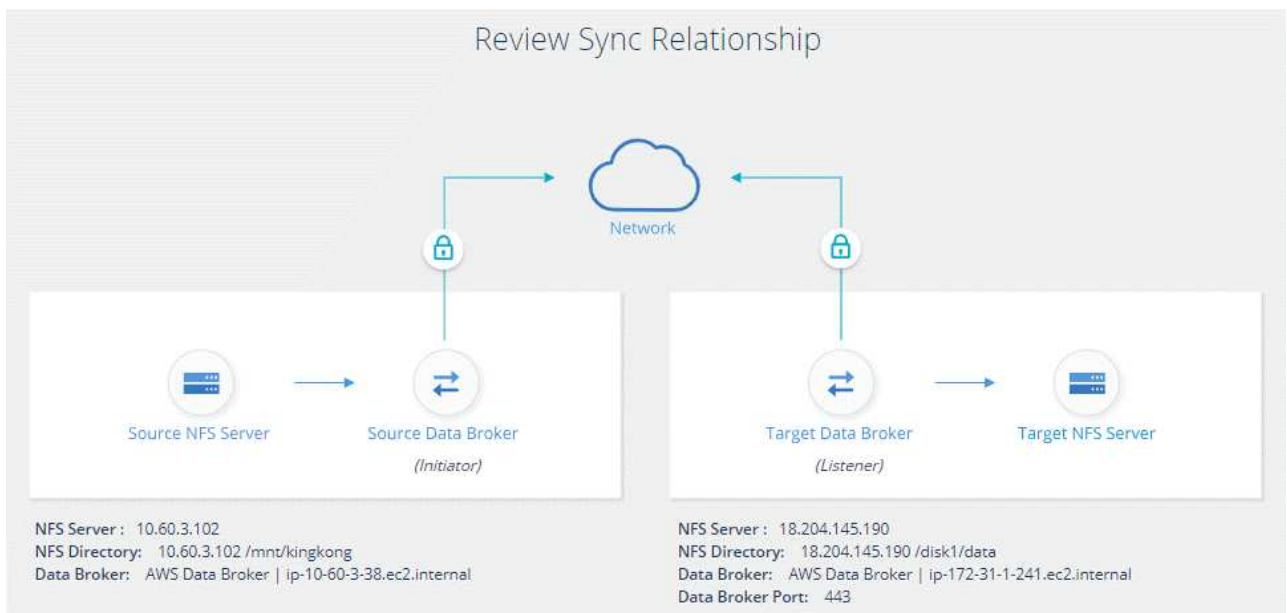 Review Sync Relationship
Network
Source NFS Server
Source Data Broker
(Initiator)
Target Data Broker
(Listener)
Target NFS Server
NFS Server : 10.60.3.102
NFS Directory: 10.60.3.102 /mnt/kingkong
Data Broker: AWS Data Broker | ip-10-60-3-38.ec2.internal
NFS Server : 18.204.145.190
NFS Directory: 18.204.145.190 /disk1/data
Data Broker: AWS Data Broker | ip-172-31-1-241.ec2.internal
Data Broker Port: 443